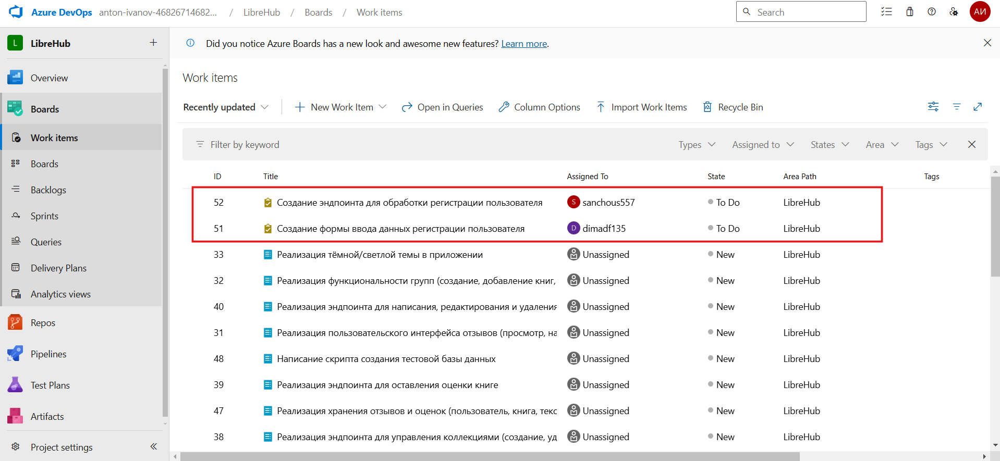 Azure DevOps anton-ivanov-46826714682... / LibreHub / Boards / Work items Search АИ
L LibreHub
Overview
Boards
Work items
Boards
Backlogs
Sprints
Queries
Delivery Plans
Analytics views
Repos
Pipelines
Test Plans
Artifacts
Project settings
Did you notice Azure Boards has a new look and awesome new features? Learn more.
Work items
Recently updated New Work Item Open in Queries Column Options Import Work Items Recycle Bin
Filter by keyword Types Assigned to States Area Tags
ID Title Assigned To State Area Path Tags
52 Создание эндпоинта для обработки регистрации пользователя S sanchous557 To Do LibreHub
51 Создание формы ввода данных регистрации пользователя D dimadf135 To Do LibreHub
33 Реализация тёмной/светлой темы в приложении Unassigned New LibreHub
32 Реализация функциональности групп (создание, добавление книг, Unassigned New LibreHub
40 Реализация эндпоинта для написания, редактирования и удаления Unassigned New LibreHub
31 Реализация пользовательского интерфейса отзывов (просмотр, на Unassigned New LibreHub
48 Написание скрипта создания тестовой базы данных Unassigned New LibreHub
39 Реализация эндпоинта для оставления оценки книге Unassigned New LibreHub
47 Реализация хранения отзывов и оценок (пользователь, книга, текс Unassigned New LibreHub
38 Реализация эндпоинта для управления коллекциями (создание, уд Unassigned New LibreHub